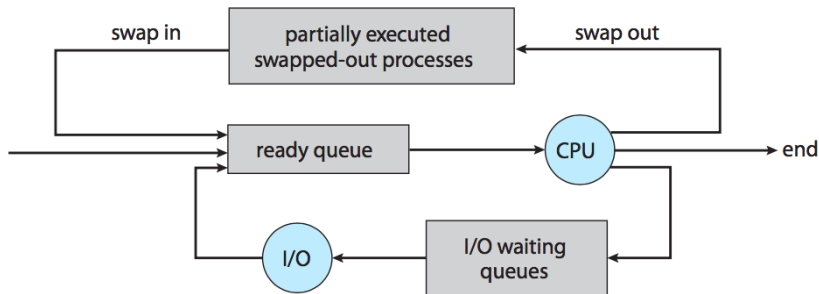 swap in
partially executed
swapped-out processes
swap out
ready queue
CPU
end
I/O
I/O waiting
queues